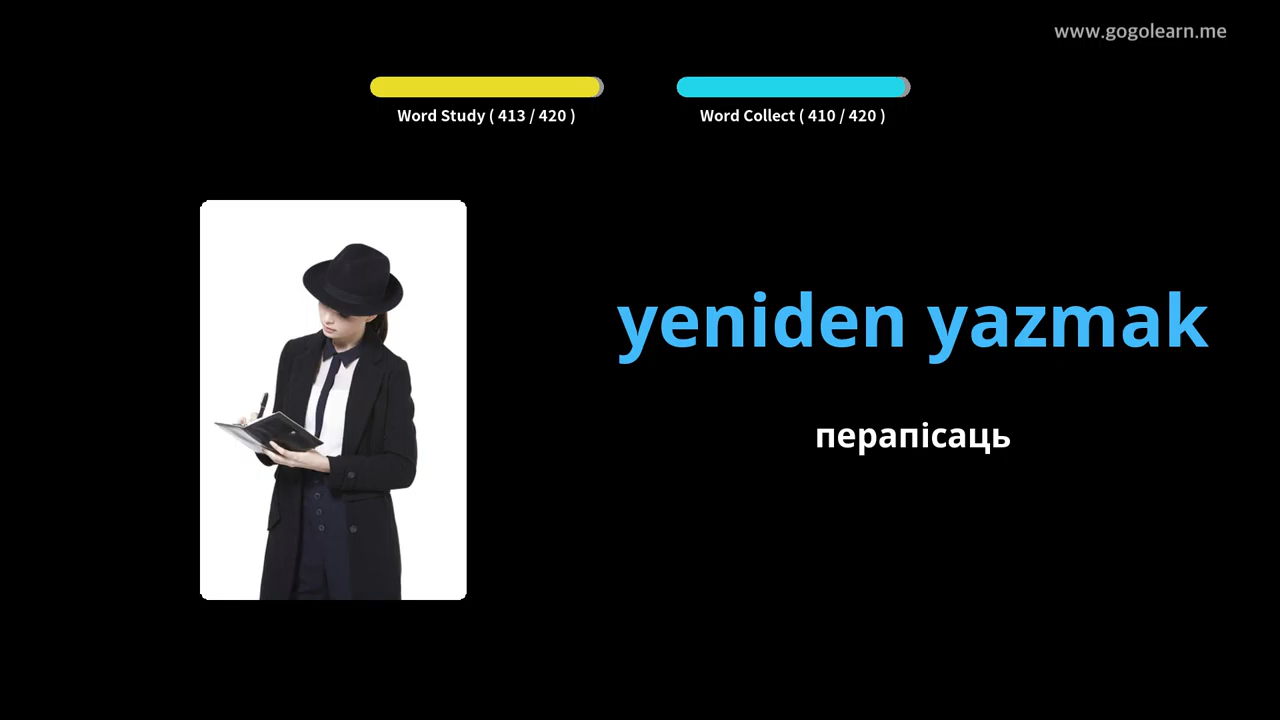 www.gogolearn.me
Word Study ( 413 / 420 )
Word Collect ( 410 / 420 )
yeniden yazmak
перапісаць